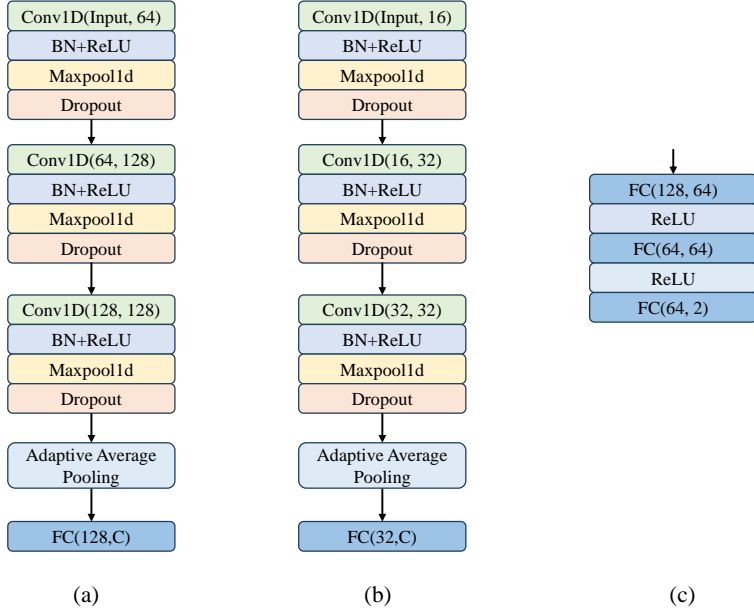 Conv1D(Input, 64)
BN+ReLU
Maxpool1d
Dropout
Conv1D(64, 128)
BN+ReLU
Maxpool1d
Dropout
Conv1D(128, 128)
BN+ReLU
Maxpool1d
Dropout
Adaptive Average
Pooling
FC(128,C)
(a)
Conv1D(Input, 16)
BN+ReLU
Maxpool1d
Dropout
Conv1D(16, 32)
BN+ReLU
Maxpool1d
Dropout
Conv1D(32, 32)
BN+ReLU
Maxpool1d
Dropout
Adaptive Average
Pooling
FC(32,C)
(b)
FC(128, 64)
ReLU
FC(64, 64)
ReLU
FC(64, 2)
(c)